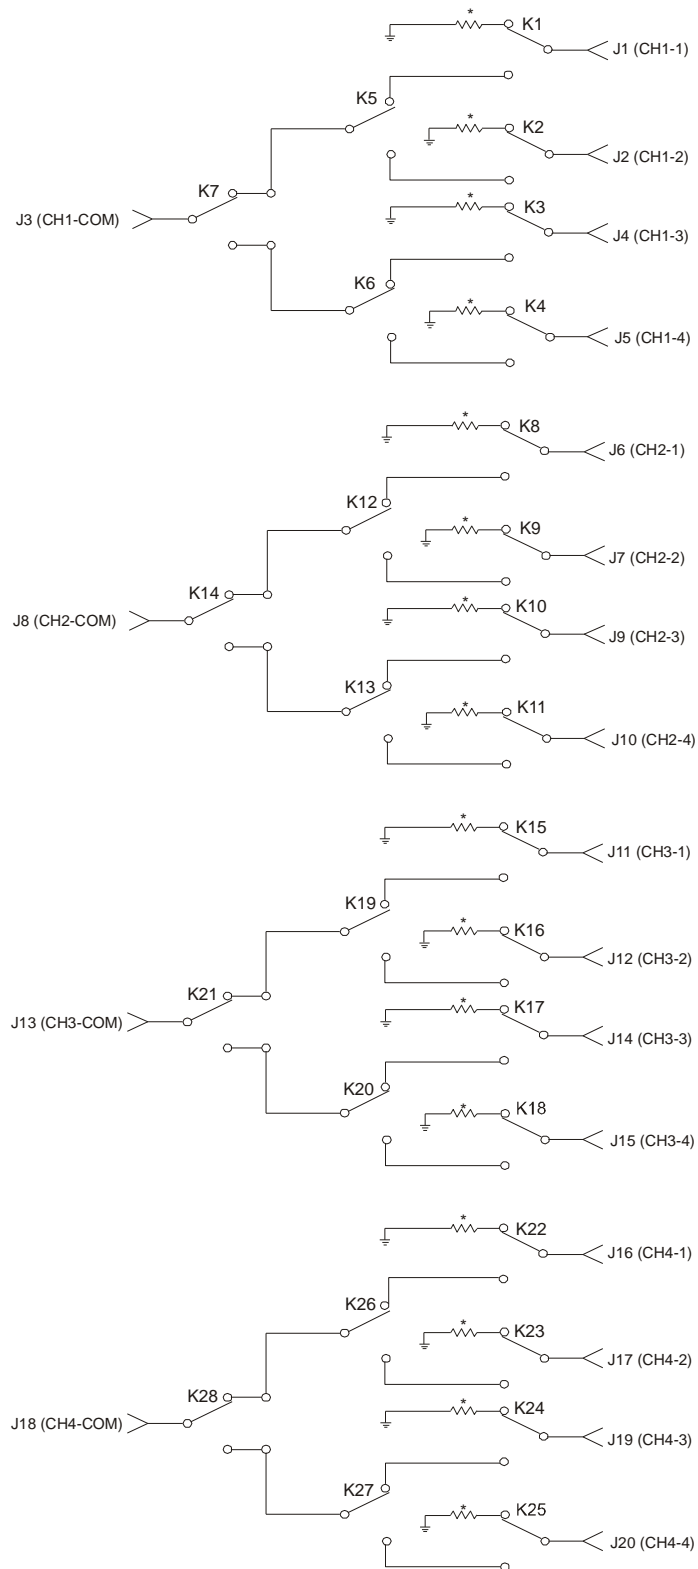 * K1
J1 (CH1-1)
K5
* K2
J2 (CH1-2)
K7
* K3
J3 (CH1-COM)
J4 (CH1-3)
K6
* K4
J5 (CH1-4)
* K8
J6 (CH2-1)
K12
* K9
J7 (CH2-2)
K14
* K10
J8 (CH2-COM)
J9 (CH2-3)
K13
* K11
J10 (CH2-4)
* K15
J11 (CH3-1)
K19
* K16
J12 (CH3-2)
K21
* K17
J13 (CH3-COM)
J14 (CH3-3)
K20
* K18
J15 (CH3-4)
* K22
J16 (CH4-1)
K26
* K23
J17 (CH4-2)
K28
* K24
J18 (CH4-COM)
J19 (CH4-3)
K27
* K25
J20 (CH4-4)